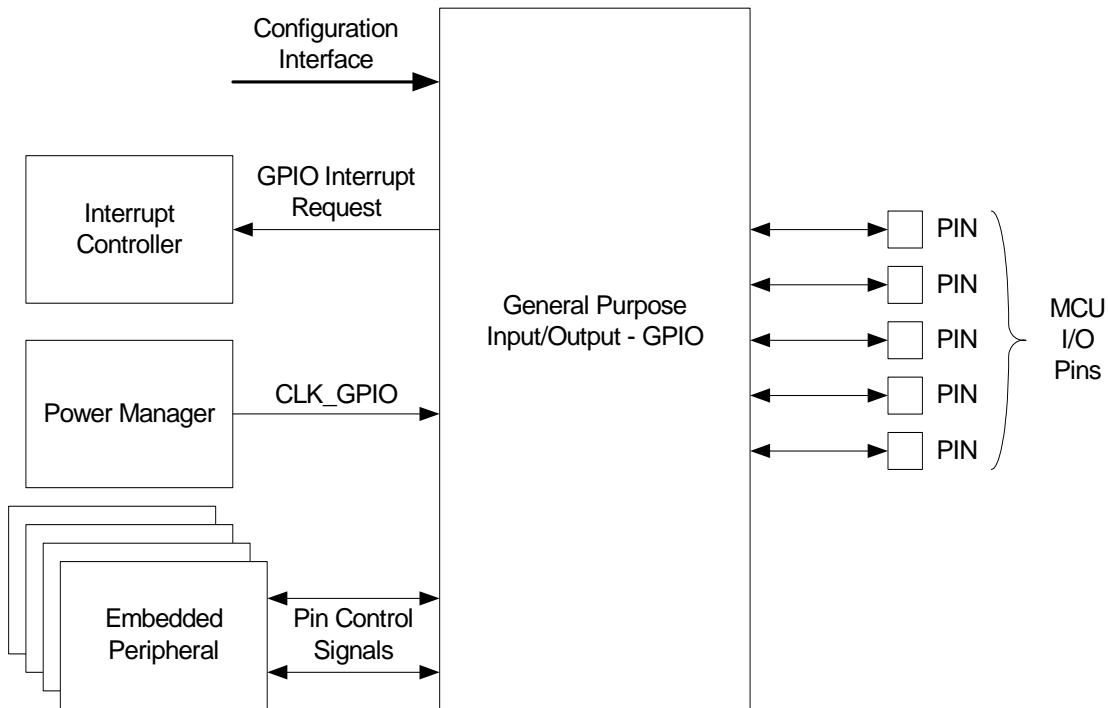 Configuration
Interface
Interrupt
Controller
GPIO Interrupt
Request
Power Manager
CLK_GPIO
Embedded
Peripheral
Pin Control
Signals
General Purpose
Input/Output - GPIO
PIN
PIN
PIN
PIN
PIN
MCU
I/O
Pins